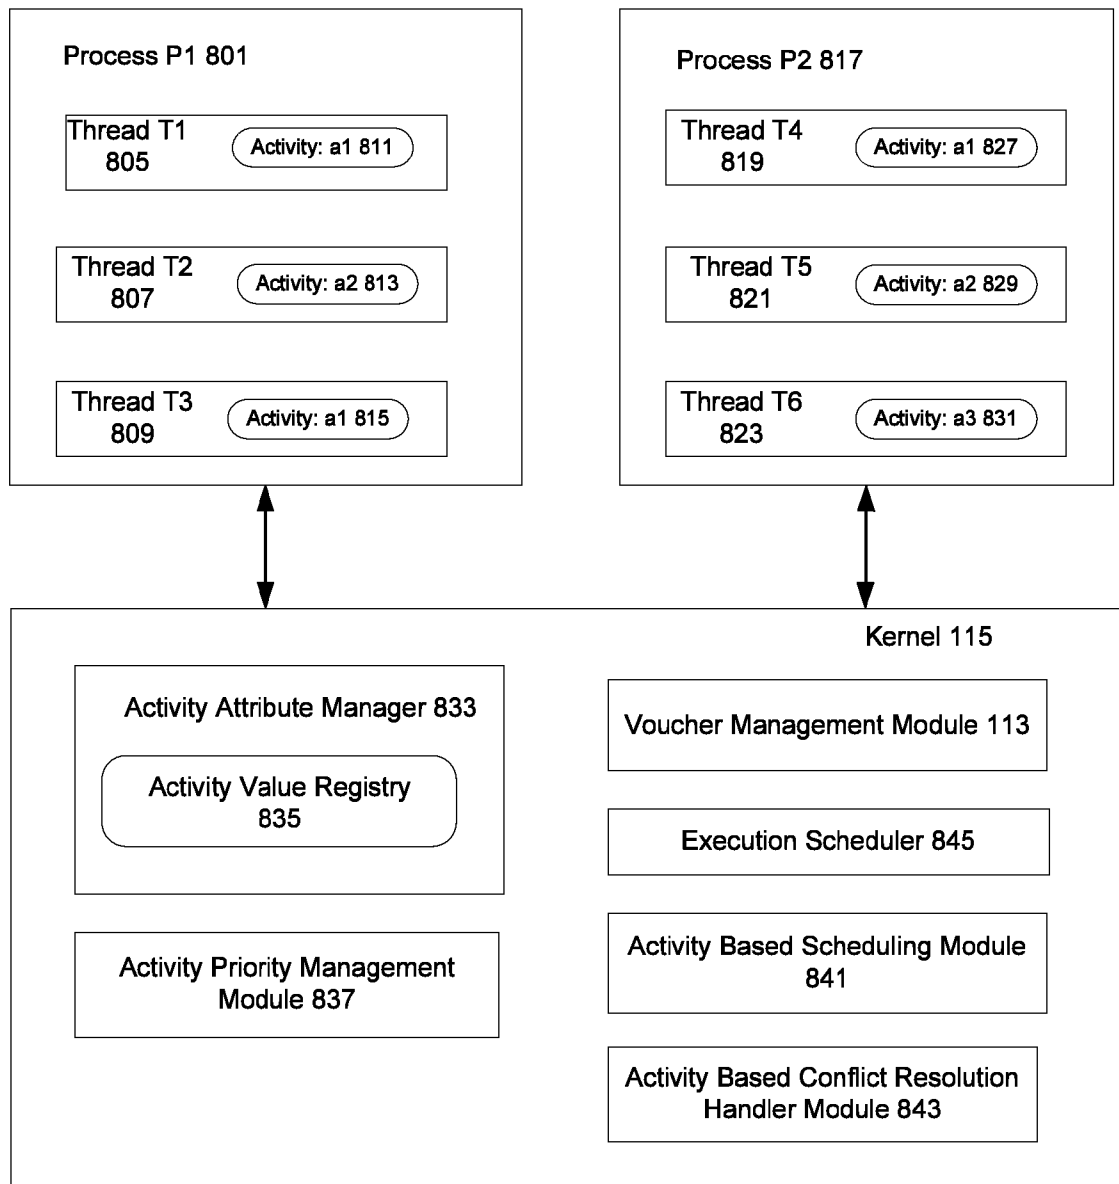 Process P1 801
Thread T1
805
Activity: a1 811
Thread T2
807
Activity: a2 813
Thread T3
809
Activity: a1 815
Process P2 817
Thread T4
819
Activity: a1 827
Thread T5
821
Activity: a2 829
Thread T6
823
Activity: a3 831
Kernel 115
Activity Attribute Manager 833
Activity Value Registry
835
Activity Priority Management
Module 837
Voucher Management Module 113
Execution Scheduler 845
Activity Based Scheduling Module
841
Activity Based Conflict Resolution
Handler Module 843